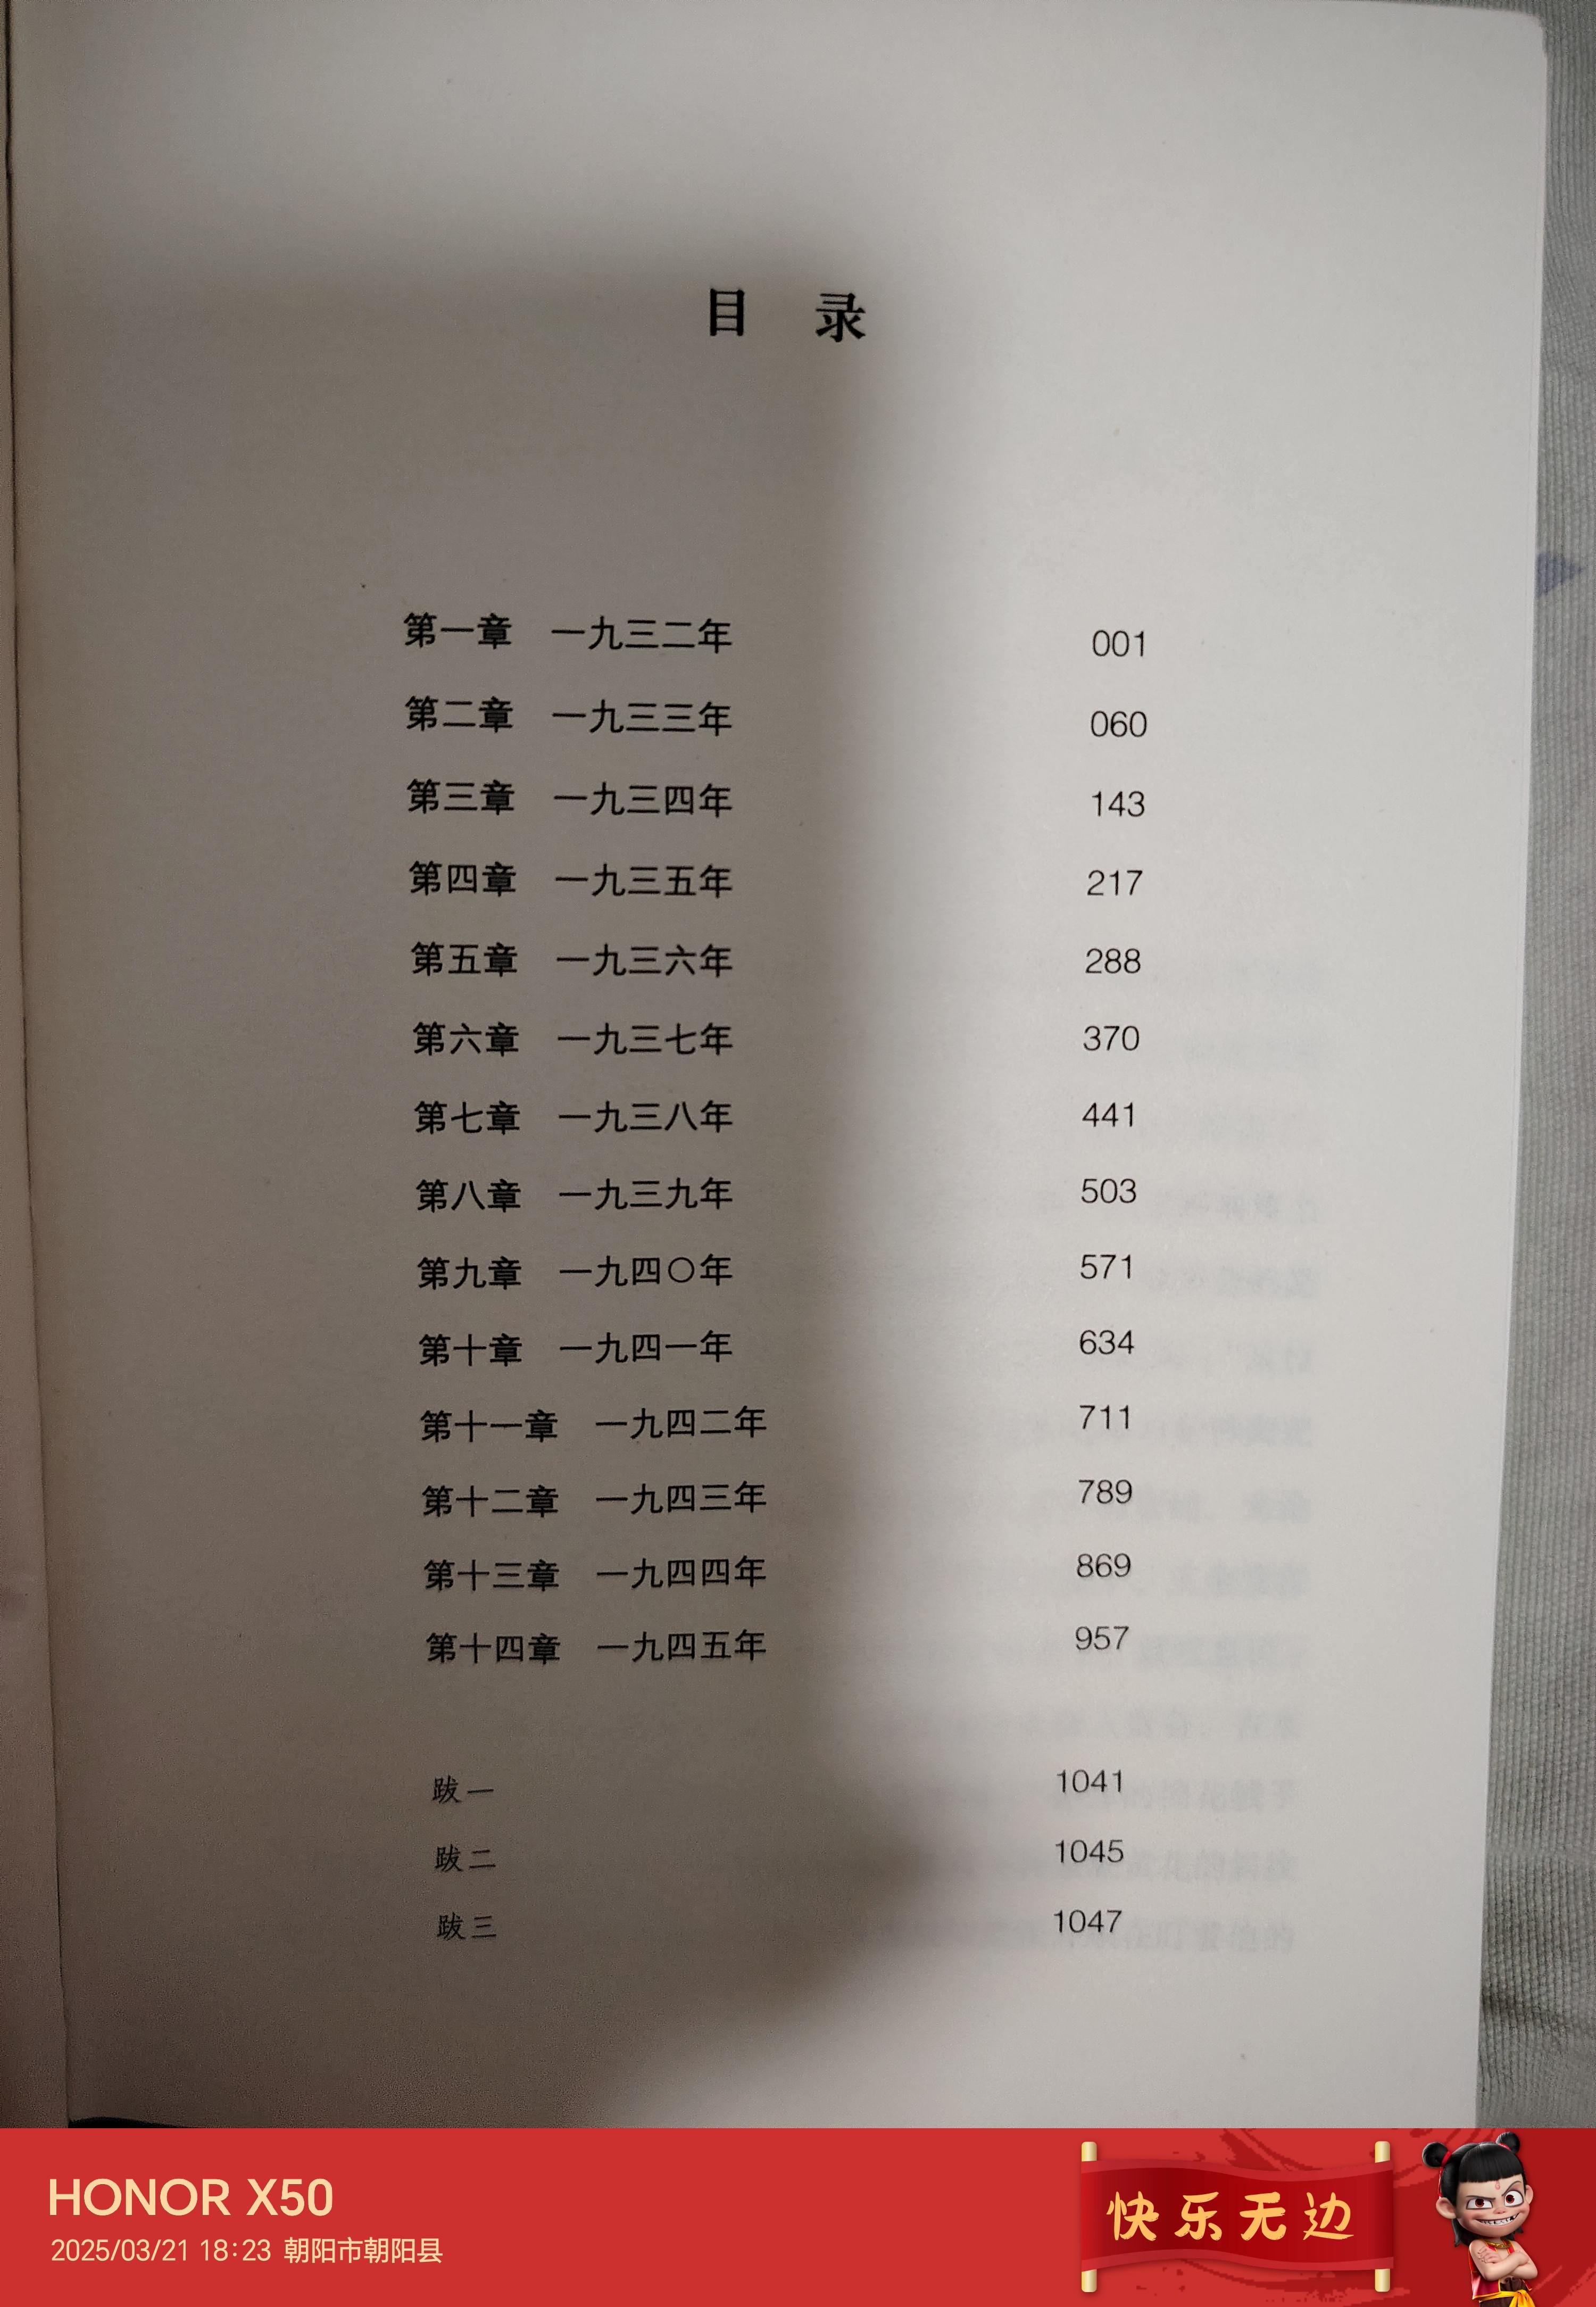 目 录
第一章 一九三二年 001
第二章 一九三三年 060
第三章 一九三四年 143
第四章 一九三五年 217
第五章 一九三六年 288
第六章 一九三七年 370
第七章 一九三八年 441
第八章 一九三九年 503
第九章 一九四〇年 571
第十章 一九四一年 634
第十一章 一九四二年 711
第十二章 一九四三年 789
第十三章 一九四四年 869
第十四章 一九四五年 957
跋一 1041
跋二 1045
跋三 1047
HONOR X50
2025/03/21 18:23 朝阳市朝阳县
快乐无边